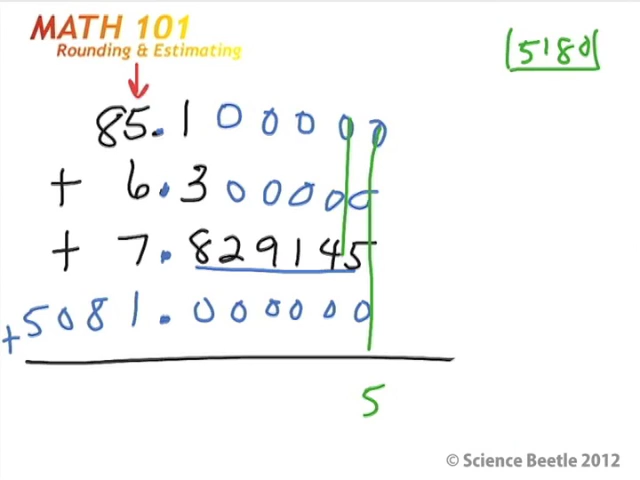 MATH 101
Rounding & Estimating
5180
85.100000
+ 6.300000
+ 7.829145
+5081.000000
5
© Science Beetle 2012